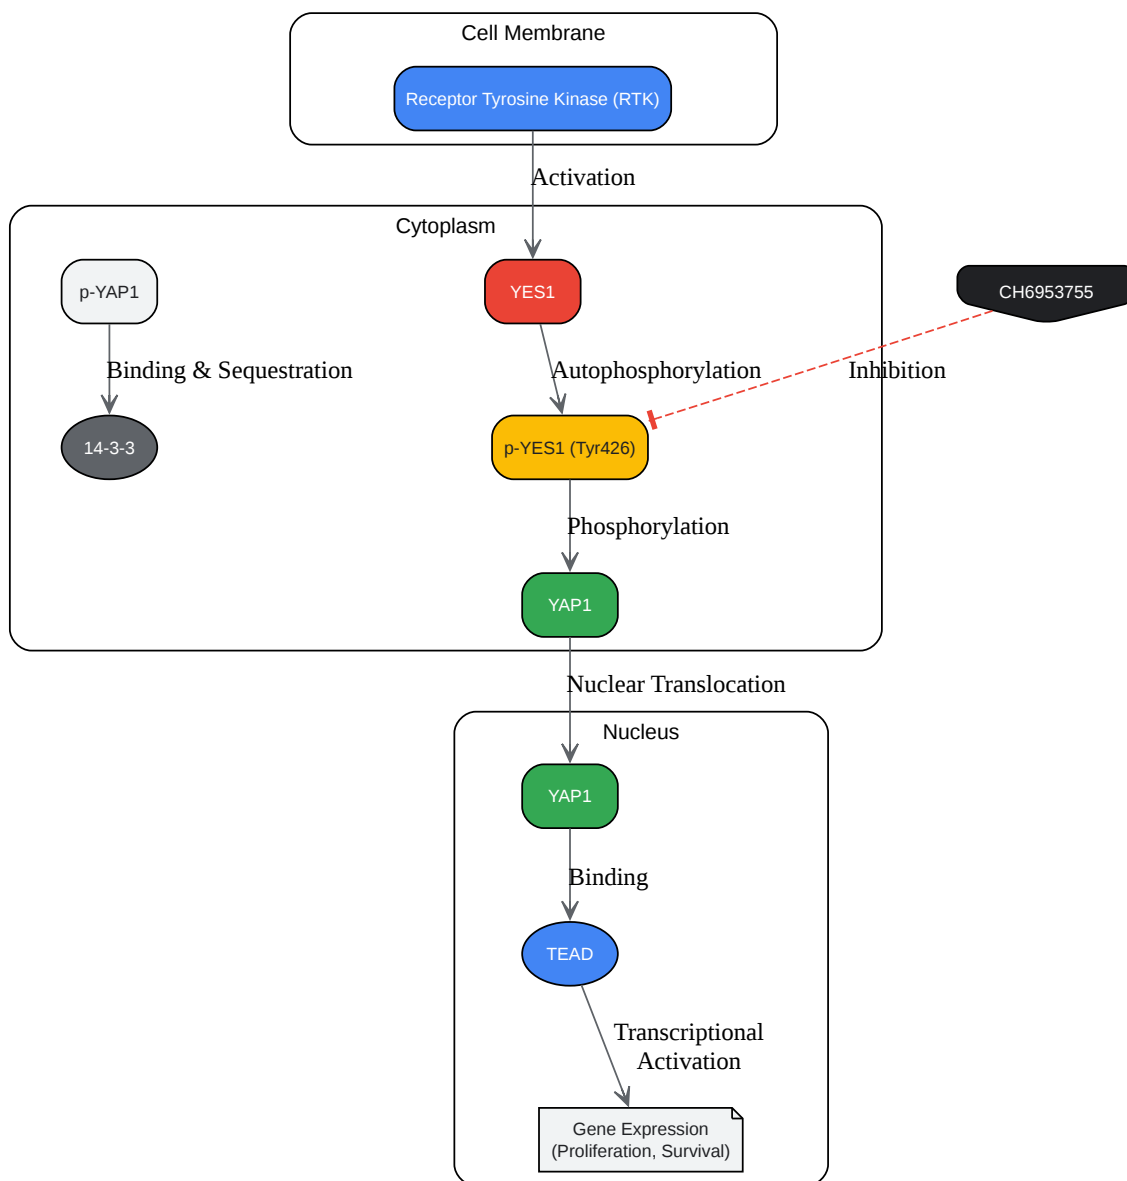 Cell Membrane
Receptor Tyrosine Kinase (RTK)
Activation
Cytoplasm
p-YAP1
YES1
CH6953755
Binding & Sequestration
Autophosphorylation
Inhibition
14-3-3
p-YES1 (Tyr426)
Phosphorylation
YAP1
Nuclear Translocation
Nucleus
YAP1
Binding
TEAD
Transcriptional
Activation
Gene Expression
(Proliferation, Survival)